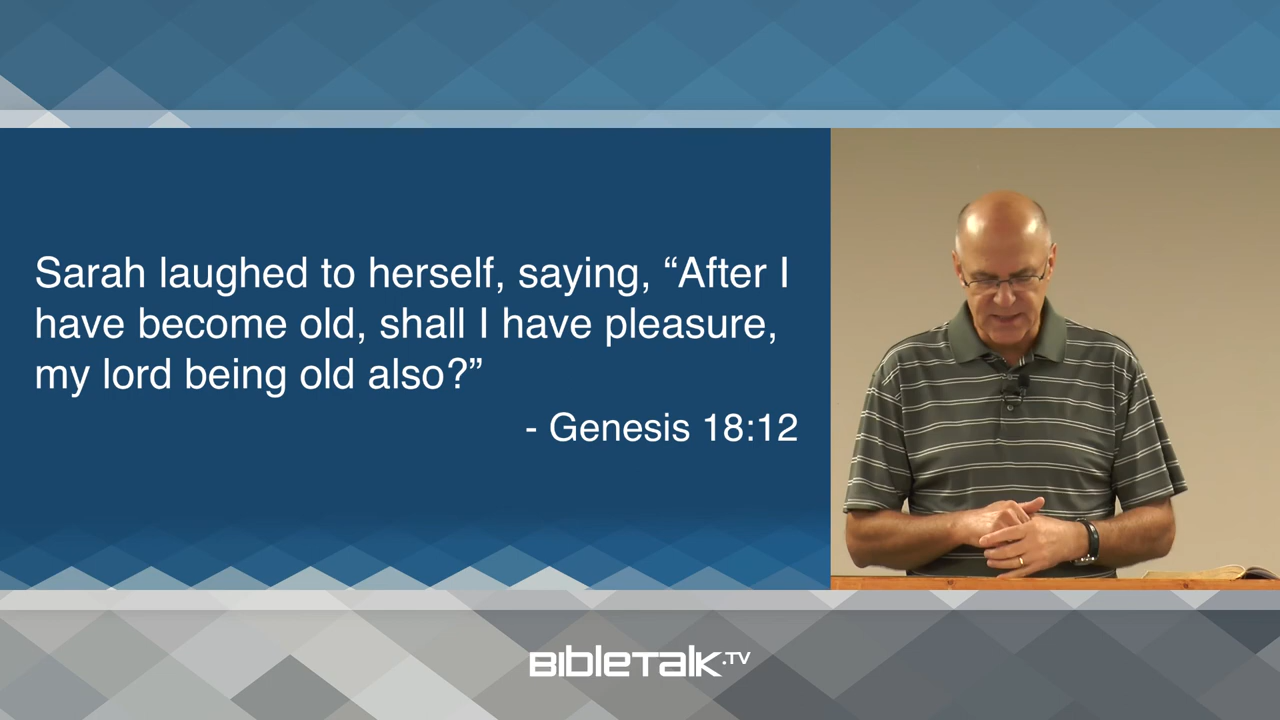 Sarah laughed to herself, saying, “After I
have become old, shall I have pleasure,
my lord being old also?”
- Genesis 18:12
BibleTalk.TV